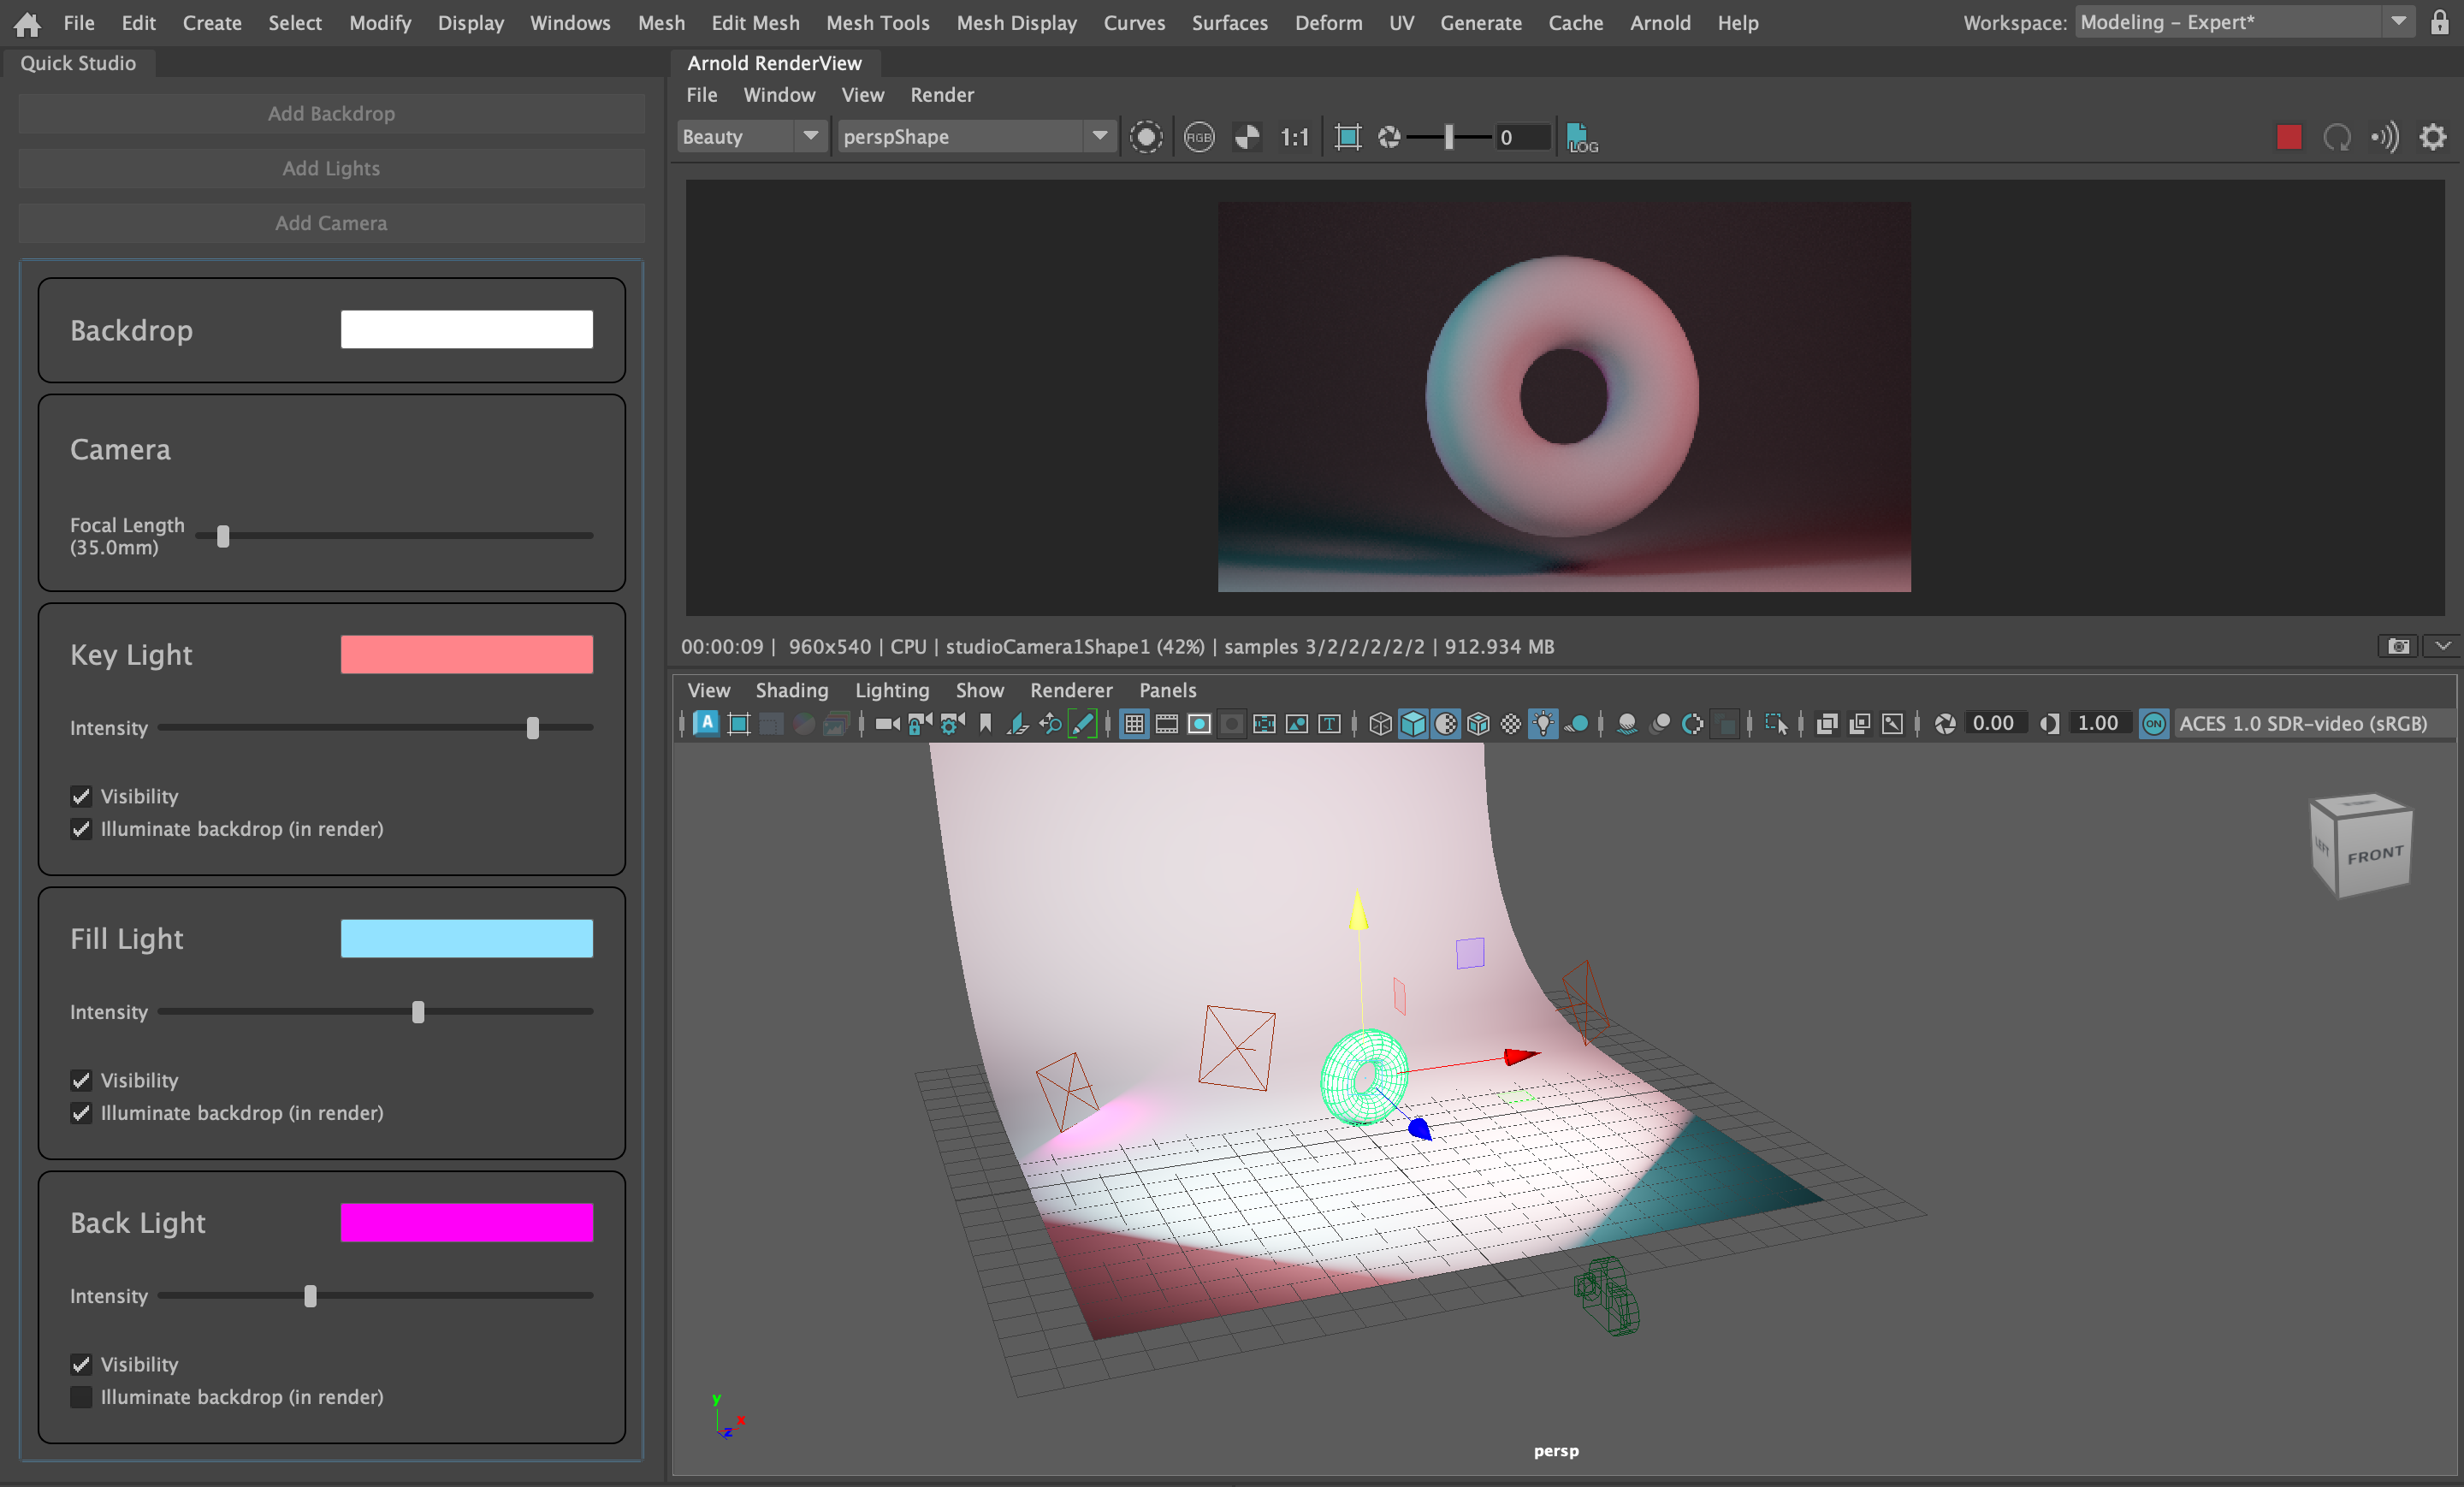 File Edit Create Select Modify Display Windows Mesh Edit Mesh Mesh Tools Mesh Display Curves Surfaces Deform UV Generate Cache Arnold Help Workspace: Modeling - Expert*
Quick Studio
Add Backdrop
Add Lights
Add Camera
Backdrop
Camera
Focal Length
(35.0mm)
Key Light
Intensity
Visibility
Illuminate backdrop (in render)
Fill Light
Intensity
Visibility
Illuminate backdrop (in render)
Back Light
Intensity
Visibility
Illuminate backdrop (in render)
Arnold RenderView
File Window View Render
Beauty perspShape RGB 1:1 0 LOG
00:00:09 | 960x540 | CPU | studioCamera1Shape1 (42%) | samples 3/2/2/2/2/2 | 912.934 MB
View Shading Lighting Show Renderer Panels
A T 0.00 1.00 ON ACES 1.0 SDR-video (sRGB)
LEFT FRONT
y
x
z
persp